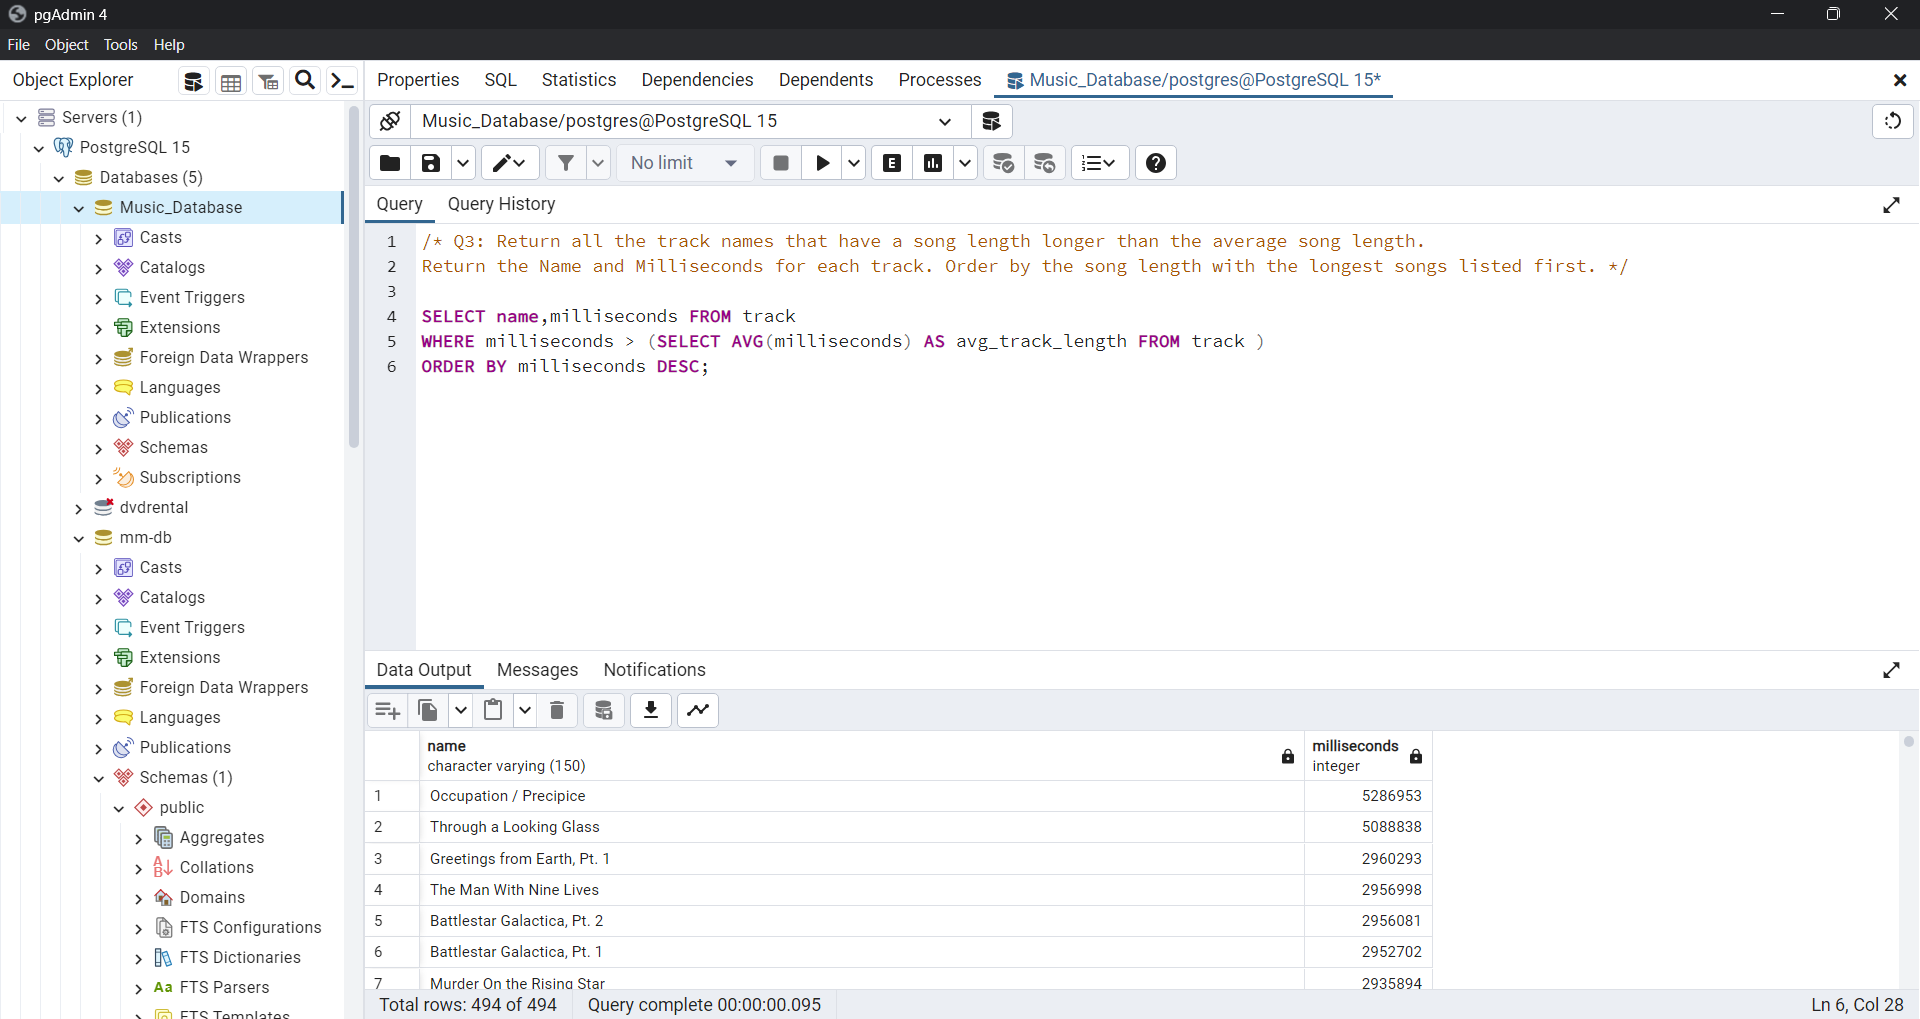 pgAdmin 4
File Object Tools Help
Object Explorer
Properties SQL Statistics Dependencies Dependents Processes Music_Database/postgres@PostgreSQL 15*
Servers (1)
PostgreSQL 15
Databases (5)
Music_Database
Casts
Catalogs
Event Triggers
Extensions
Foreign Data Wrappers
Languages
Publications
Schemas
Subscriptions
dvdrental
mm-db
Casts
Catalogs
Event Triggers
Extensions
Foreign Data Wrappers
Languages
Publications
Schemas (1)
public
Aggregates
Collations
Domains
FTS Configurations
FTS Dictionaries
Aa FTS Parsers
FTS Templates
Music_Database/postgres@PostgreSQL 15
No limit
E
Query Query History
1 /* Q3: Return all the track names that have a song length longer than the average song length.
2 Return the Name and Milliseconds for each track. Order by the song length with the longest songs listed first. */
3
4 SELECT name,milliseconds FROM track
5 WHERE milliseconds > (SELECT AVG(milliseconds) AS avg_track_length FROM track )
6 ORDER BY milliseconds DESC;
Data Output Messages Notifications
name milliseconds
character varying (150) integer
1 Occupation / Precipice 5286953
2 Through a Looking Glass 5088838
3 Greetings from Earth, Pt. 1 2960293
4 The Man With Nine Lives 2956998
5 Battlestar Galactica, Pt. 2 2956081
6 Battlestar Galactica, Pt. 1 2952702
7 Murder On the Rising Star 2935894
Total rows: 494 of 494 Query complete 00:00:00.095 Ln 6, Col 28